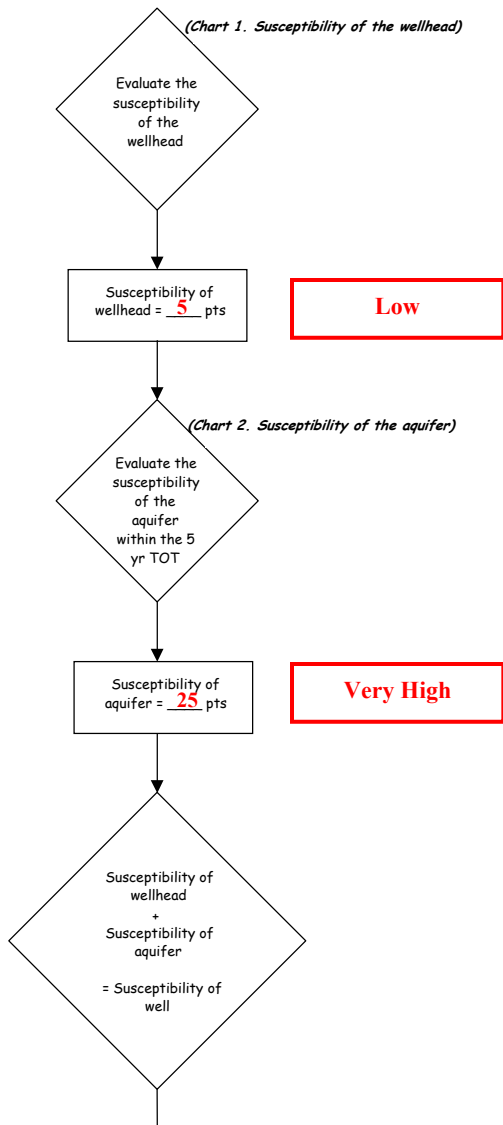 (Chart 1. Susceptibility of the wellhead)
Evaluate the
susceptibility
of the
wellhead
Susceptibility of
wellhead = __5__ pts
Low
(Chart 2. Susceptibility of the aquifer)
Evaluate the
susceptibility
of the
aquifer
within the 5
yr TOT
Susceptibility of
aquifer = __25__ pts
Very High
Susceptibility of
wellhead
+
Susceptibility of
aquifer
= Susceptibility of
well